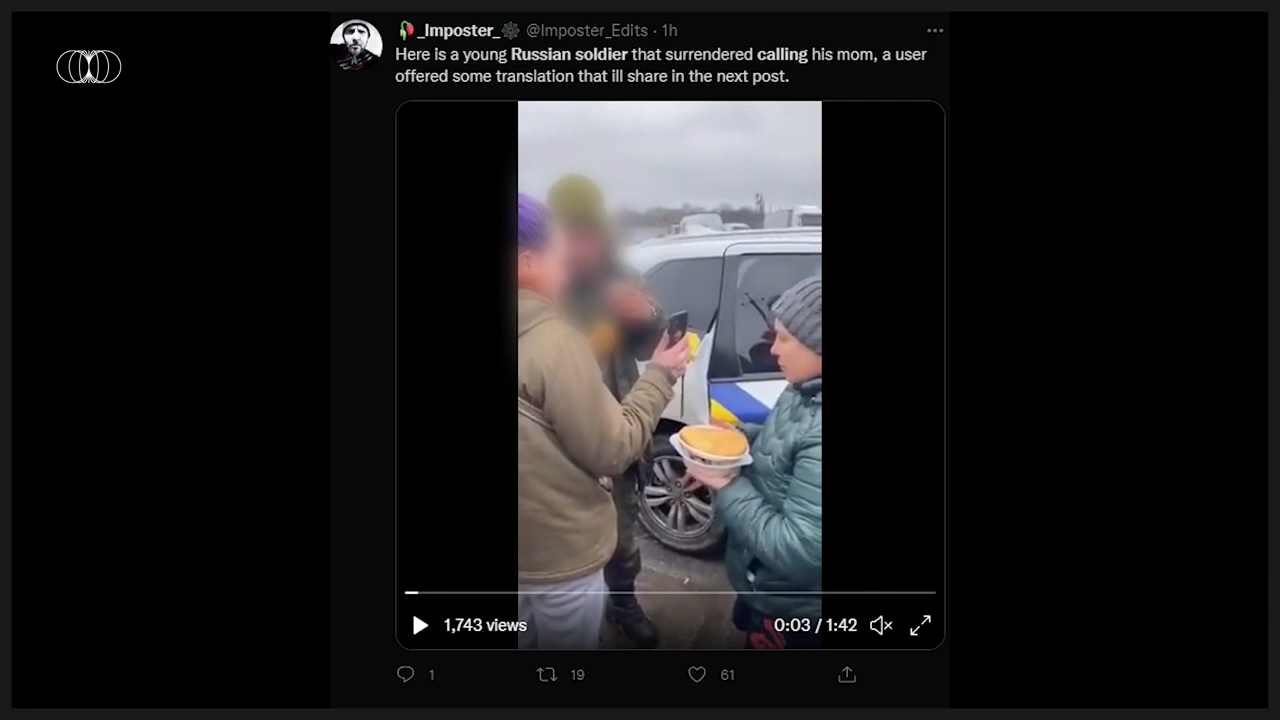 _Imposter_ @Imposter_Edits · 1h
Here is a young Russian soldier that surrendered calling his mom, a user
offered some translation that ill share in the next post.
1,743 views
0:03 / 1:42
1 19 61